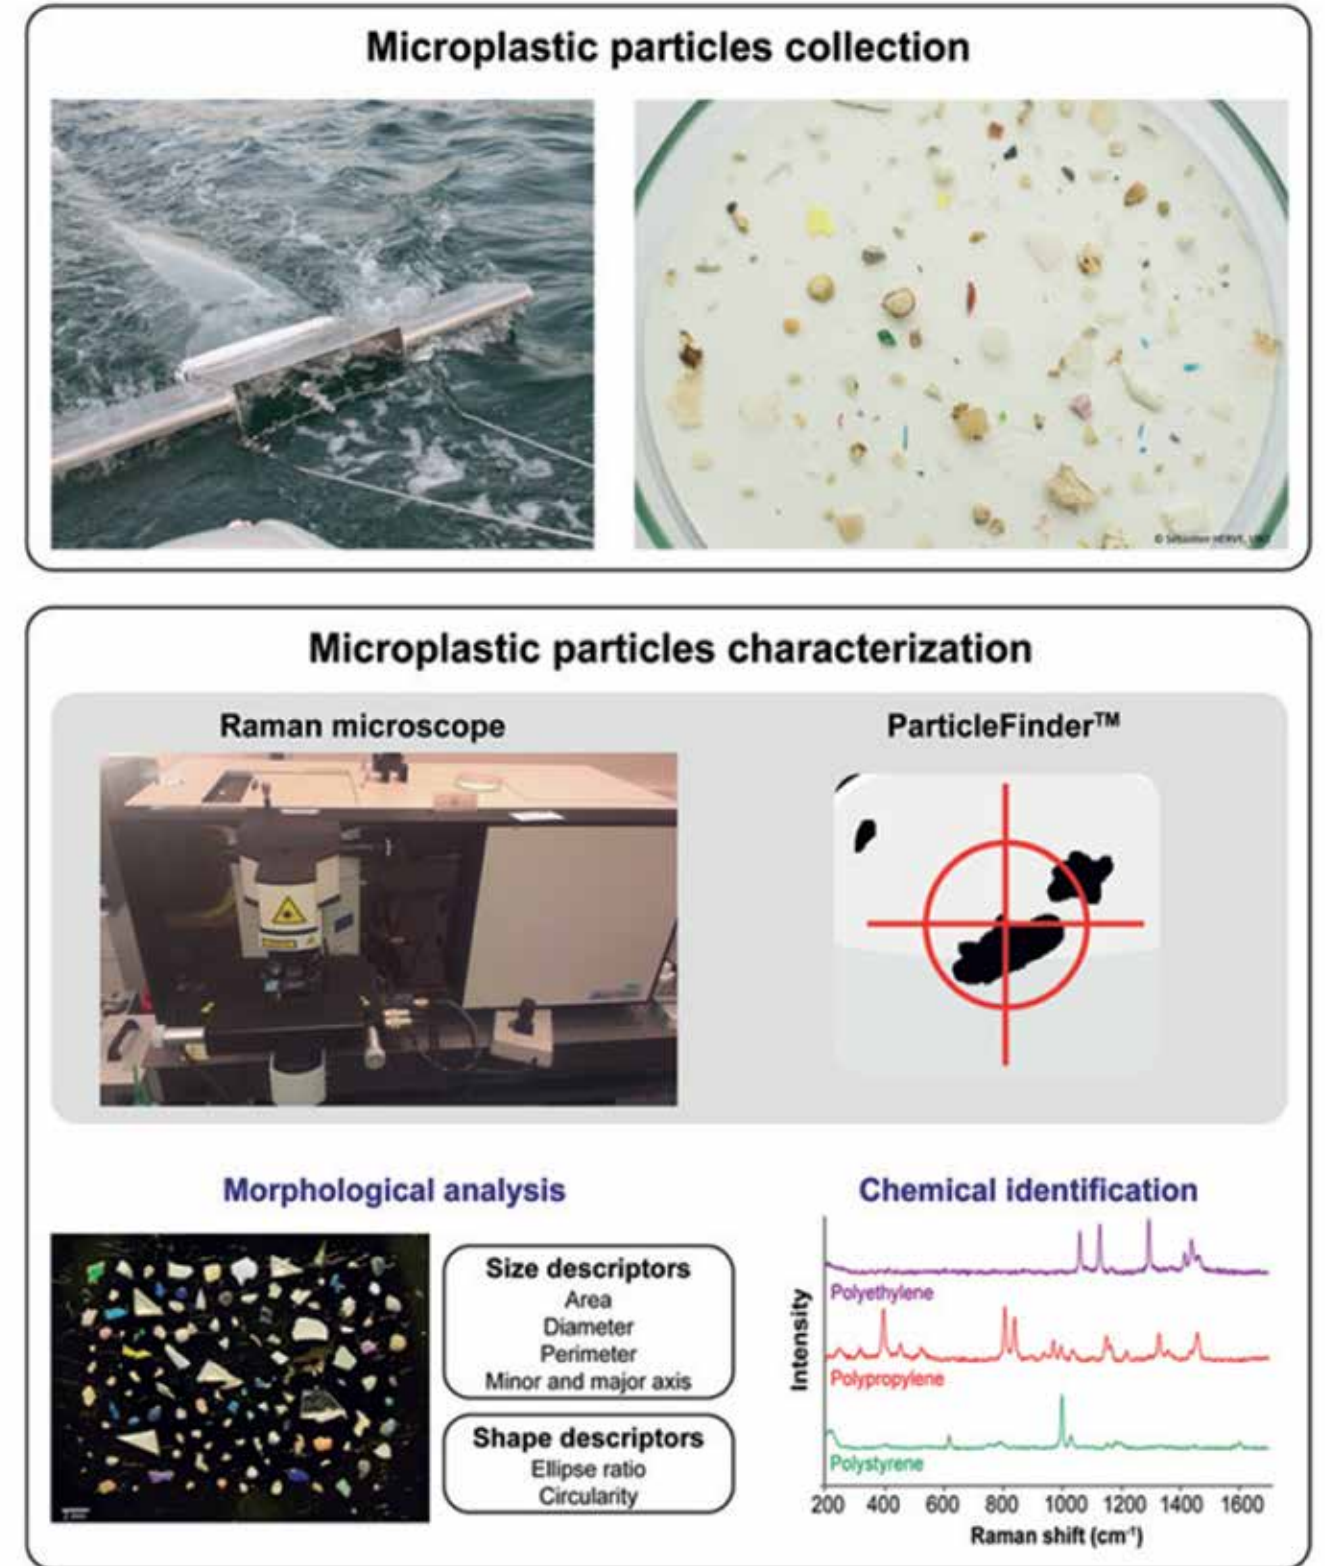 Microplastic particles collection
© Sébastien HERVE,
Microplastic particles characterization
Raman microscope
ParticleFinder™
Morphological analysis
Size descriptors
Area
Diameter
Perimeter
Minor and major axis
Shape descriptors
Ellipse ratio
Circularity
Chemical identification
Intensity
Polyethylene
Polypropylene
Polystyrene
200 400 600 800 1000 1200 1400 1600
Raman shift (cm⁻¹)